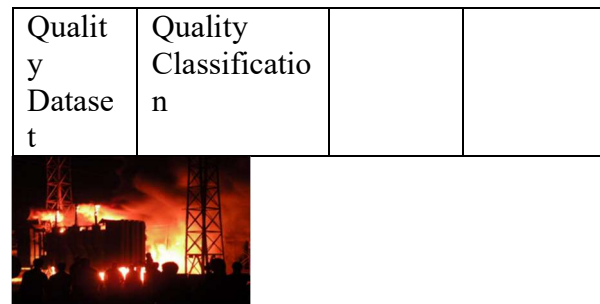 Qualit
y
Datase
t
Quality
Classificatio
n